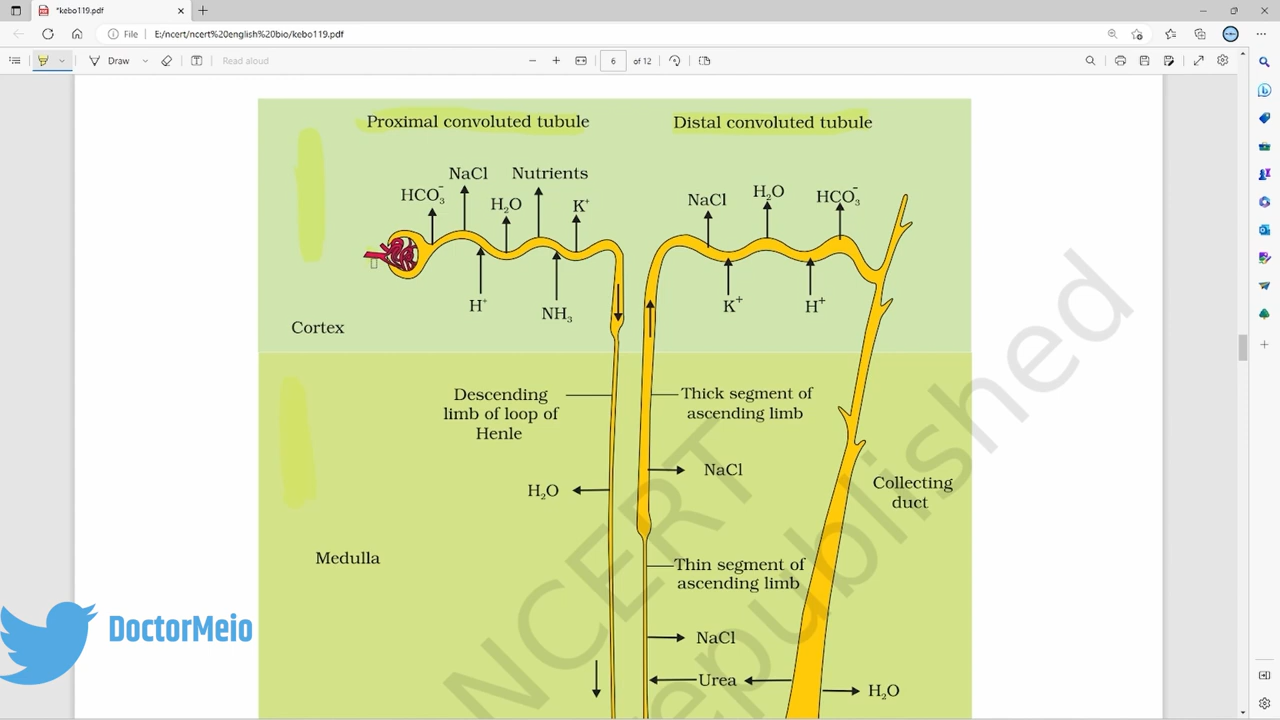 *kebo119.pdf
File
E:/ncert/ncert%20english%20bio/kebo119.pdf
Draw
Read aloud
6
of 12
Proximal convoluted tubule
Distal convoluted tubule
NaCl
Nutrients
HCO₃⁻
H₂O
K⁺
NaCl
H₂O
HCO₃⁻
H⁺
NH₃
K⁺
H⁺
Cortex
Descending
limb of loop of
Henle
Thick segment of
ascending limb
NaCl
H₂O
Collecting
duct
Medulla
Thin segment of
ascending limb
NaCl
Urea
H₂O
NCERT
republished
DoctorMeio